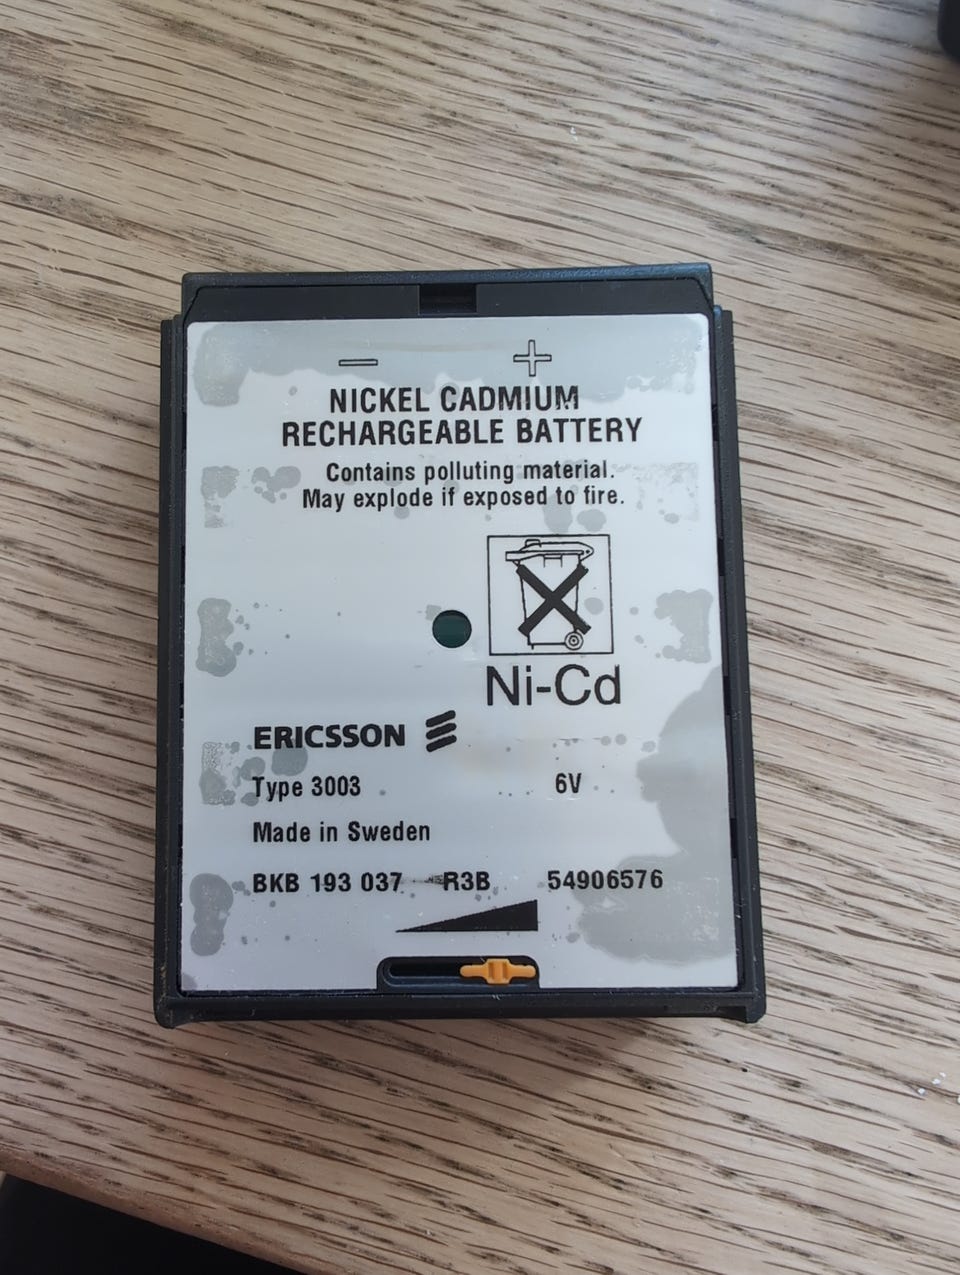 − +
NICKEL CADMIUM
RECHARGEABLE BATTERY
Contains polluting material.
May explode if exposed to fire.
Ni-Cd
ERICSSON
Type 3003 6V
Made in Sweden
BKB 193 037 R3B 54906576